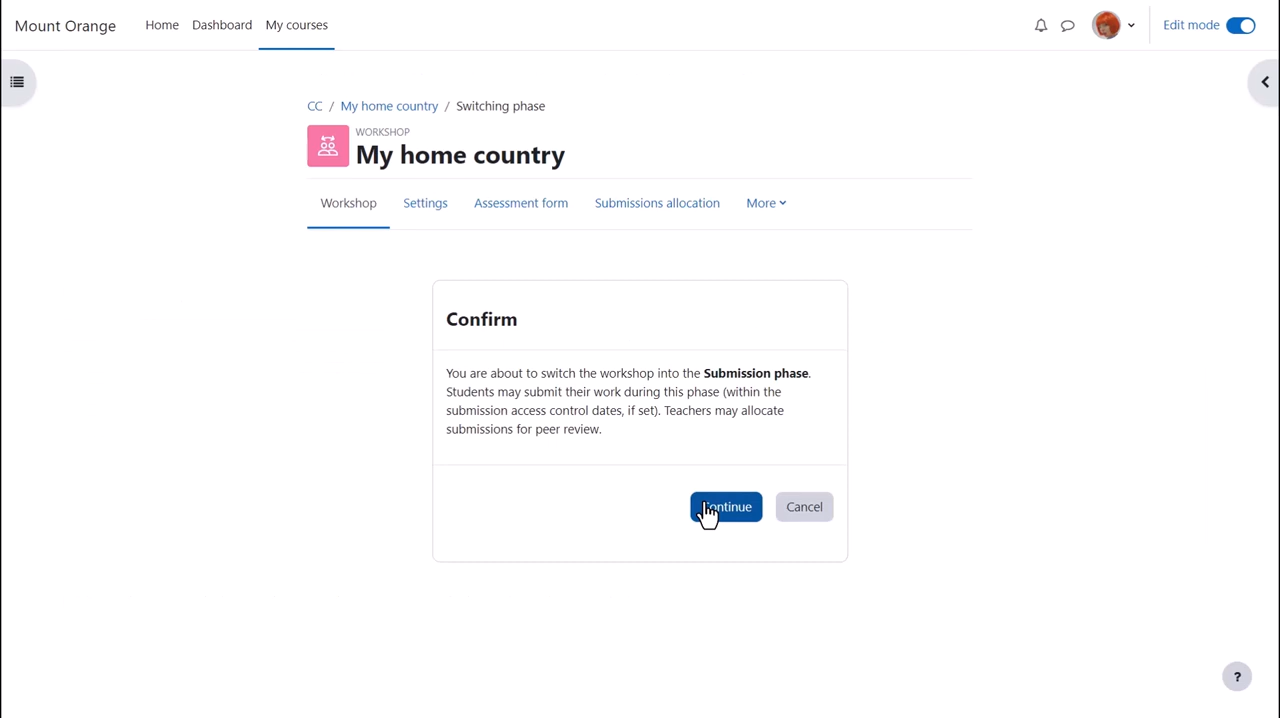 Mount Orange Home Dashboard My courses Edit mode
CC / My home country / Switching phase
WORKSHOP
My home country
Workshop Settings Assessment form Submissions allocation More
Confirm
You are about to switch the workshop into the Submission phase.
Students may submit their work during this phase (within the
submission access control dates, if set). Teachers may allocate
submissions for peer review.
Continue Cancel
?